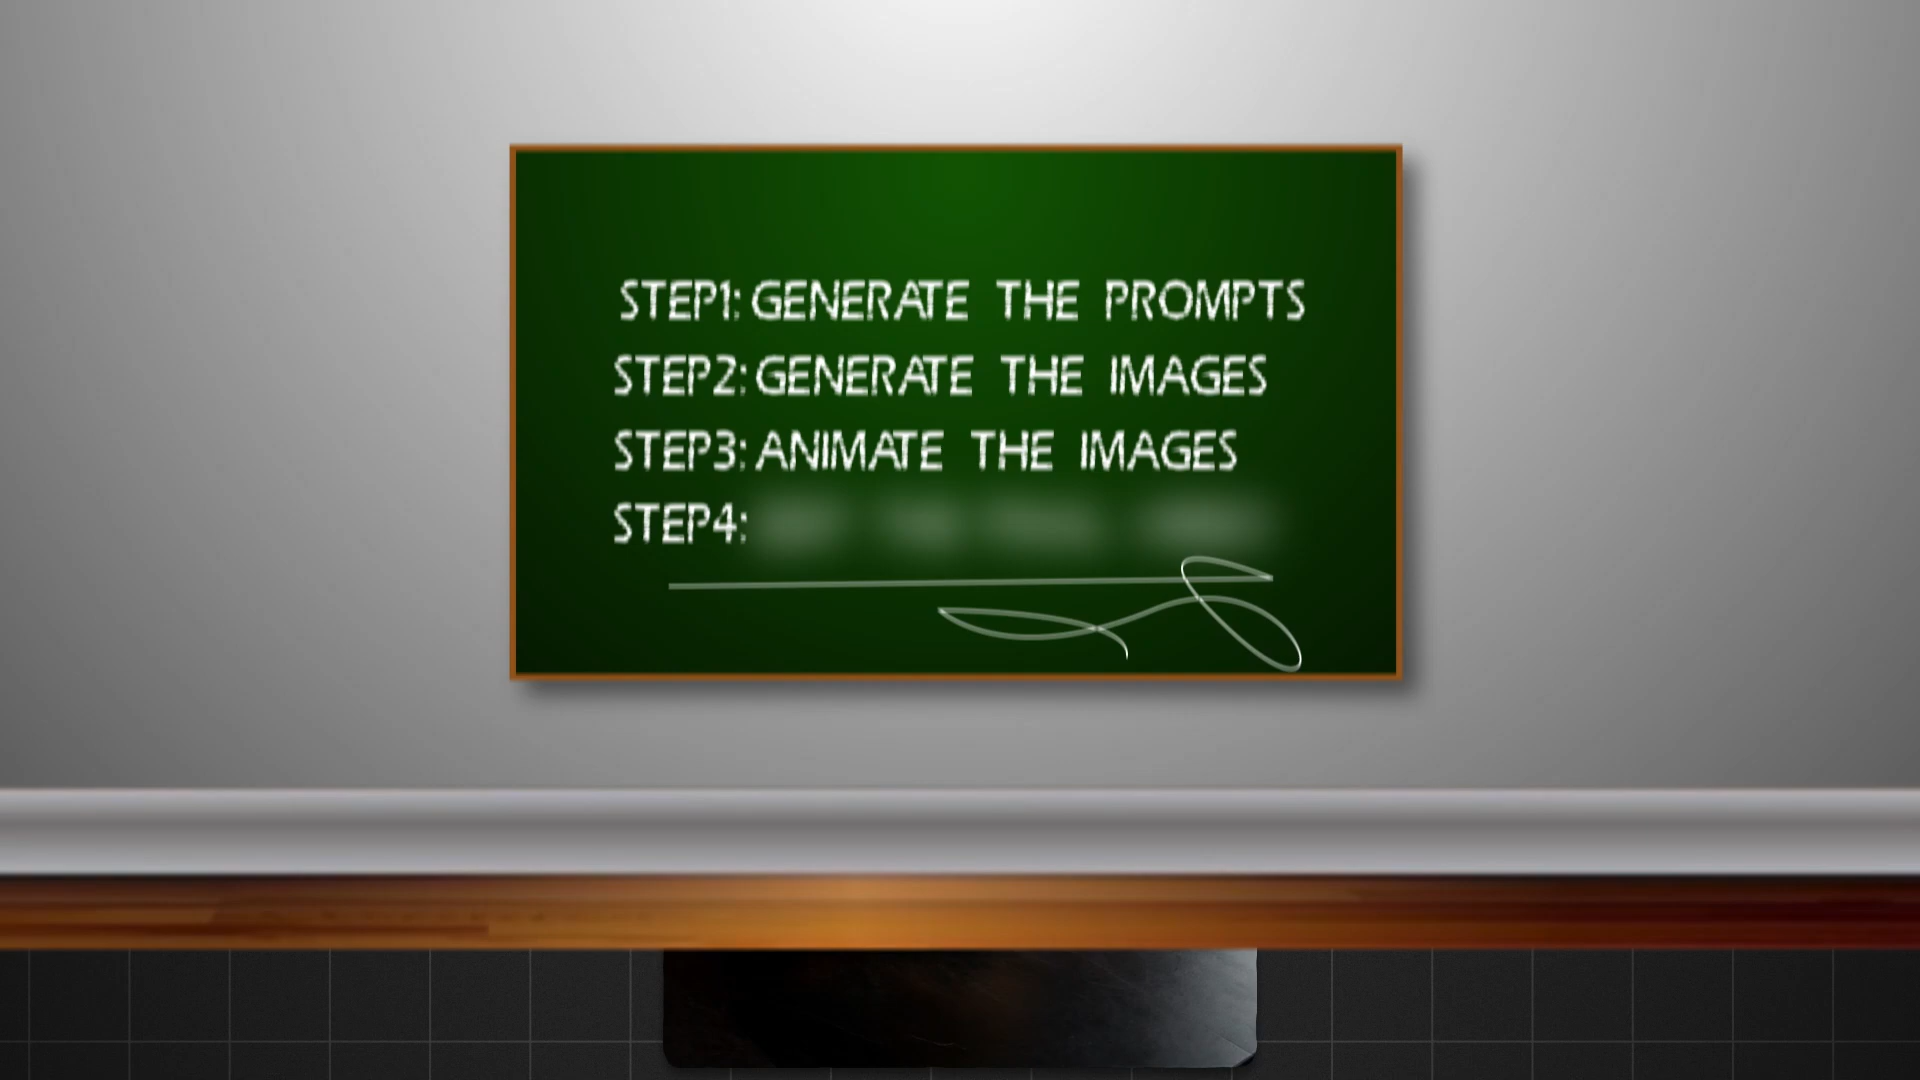 STEP1: GENERATE THE PROMPTS
STEP2: GENERATE THE IMAGES
STEP3: ANIMATE THE IMAGES
STEP4: